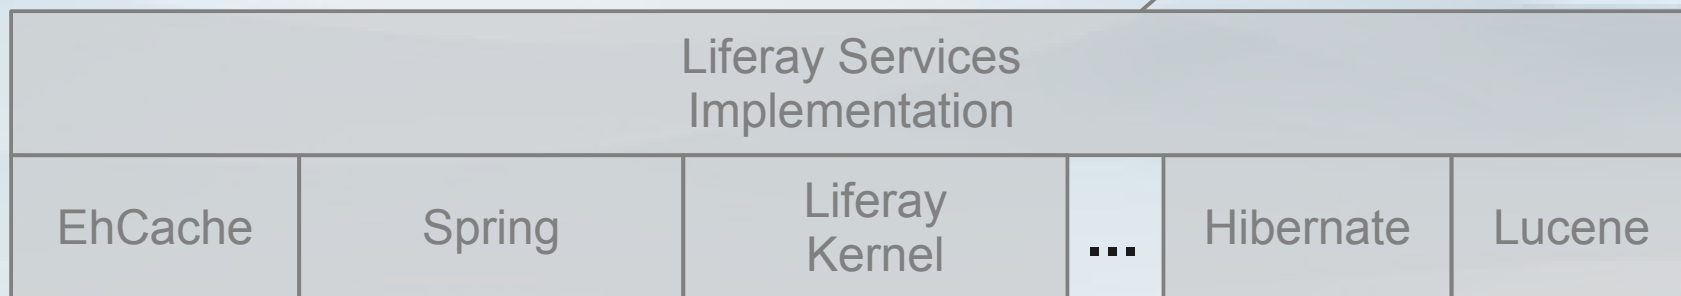 Liferay Services
Implementation
EhCache
Spring
Liferay
Kernel
...
Hibernate
Lucene